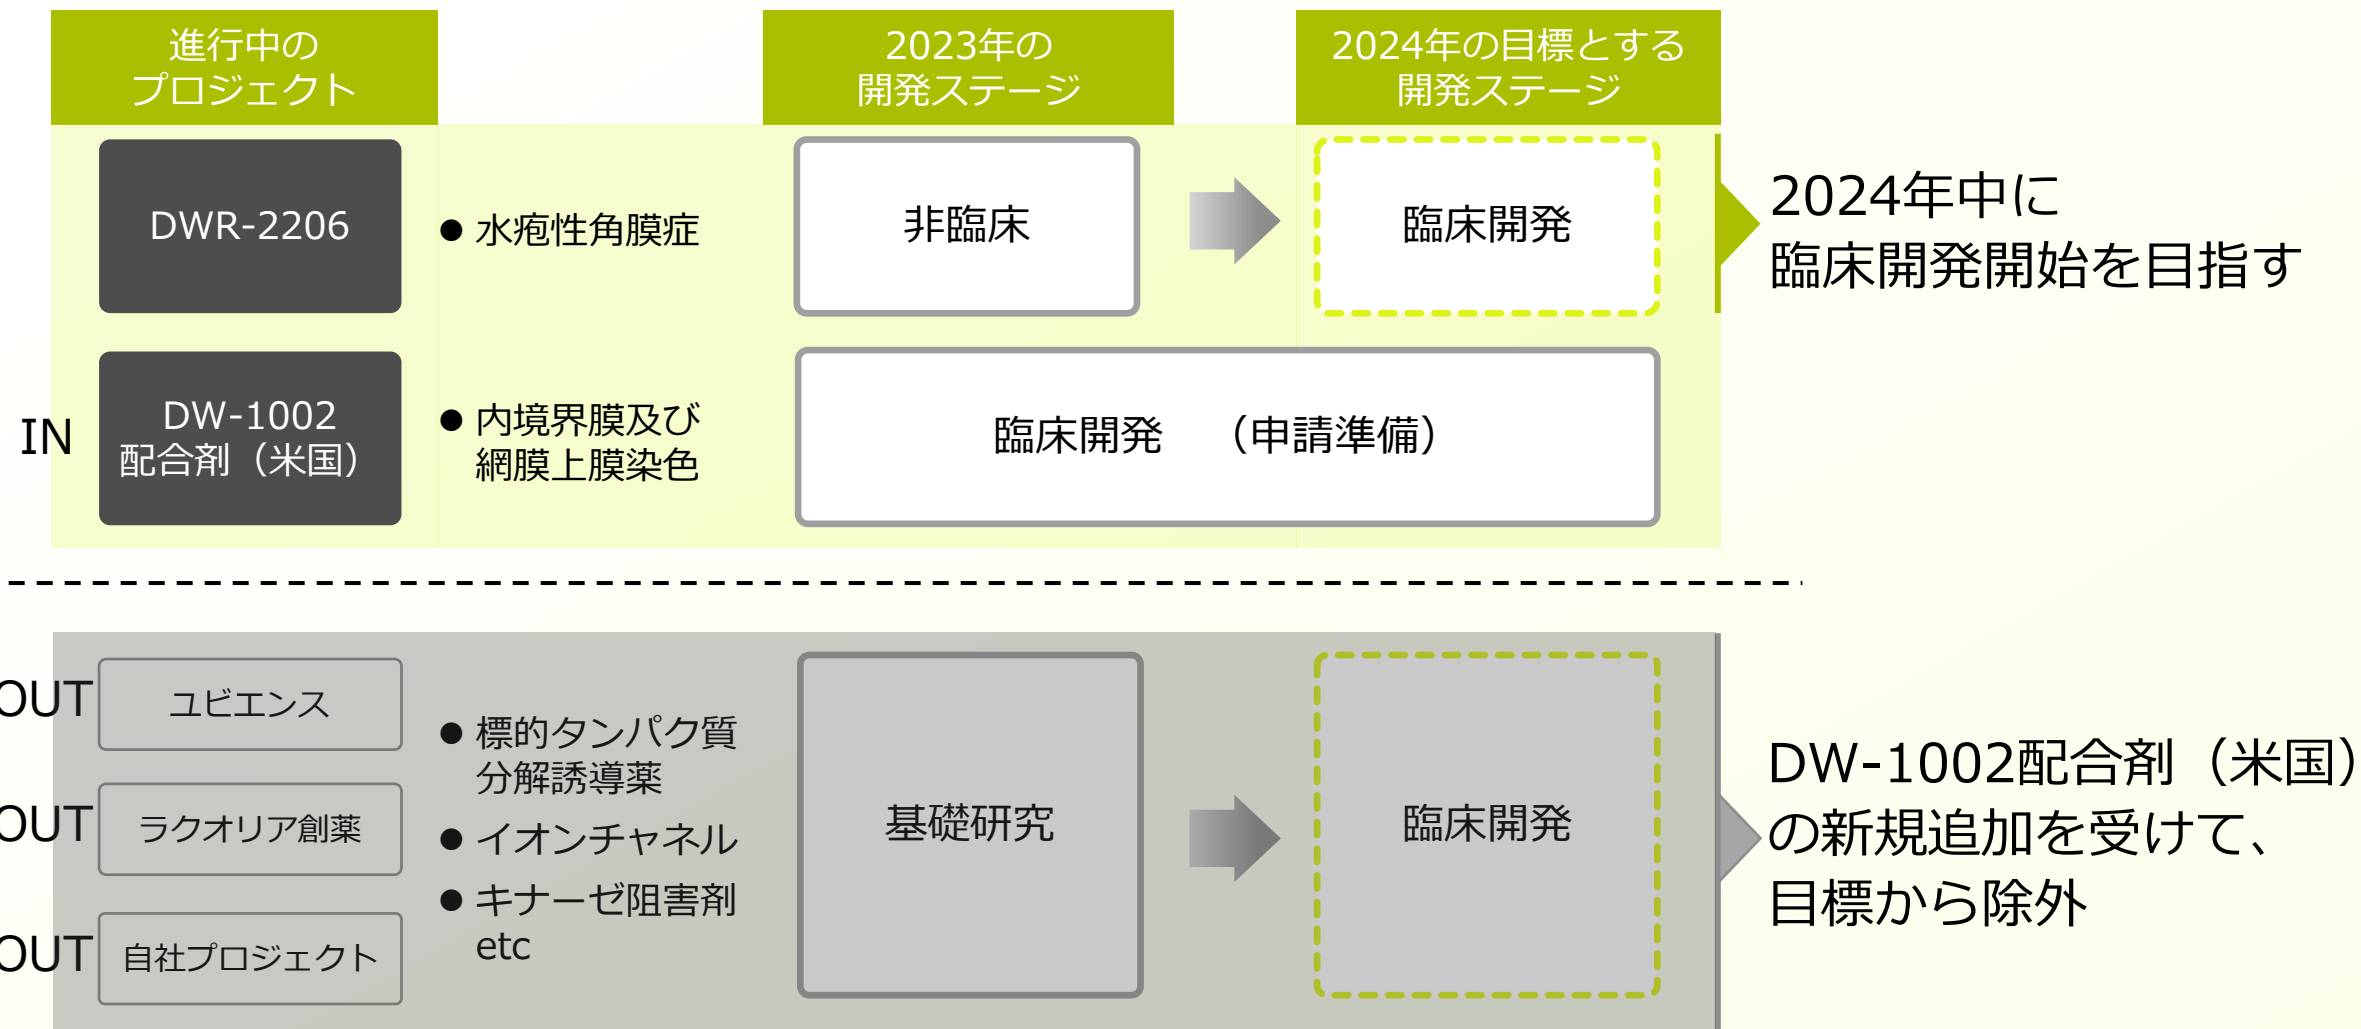 進行中の
プロジェクト
2023年の
開発ステージ
2024年の目標とする
開発ステージ
DWR-2206
● 水疱性角膜症
非臨床
臨床開発
2024年中に
臨床開発開始を目指す
IN
DW-1002
配合剤（米国）
● 内境界膜及び
網膜上膜染色
臨床開発　（申請準備）
OUT
ユビエンス
OUT
ラクオリア創薬
OUT
自社プロジェクト
● 標的タンパク質
分解誘導薬
● イオンチャネル
● キナーゼ阻害剤
etc
基礎研究
臨床開発
DW-1002配合剤（米国）
の新規追加を受けて、
目標から除外